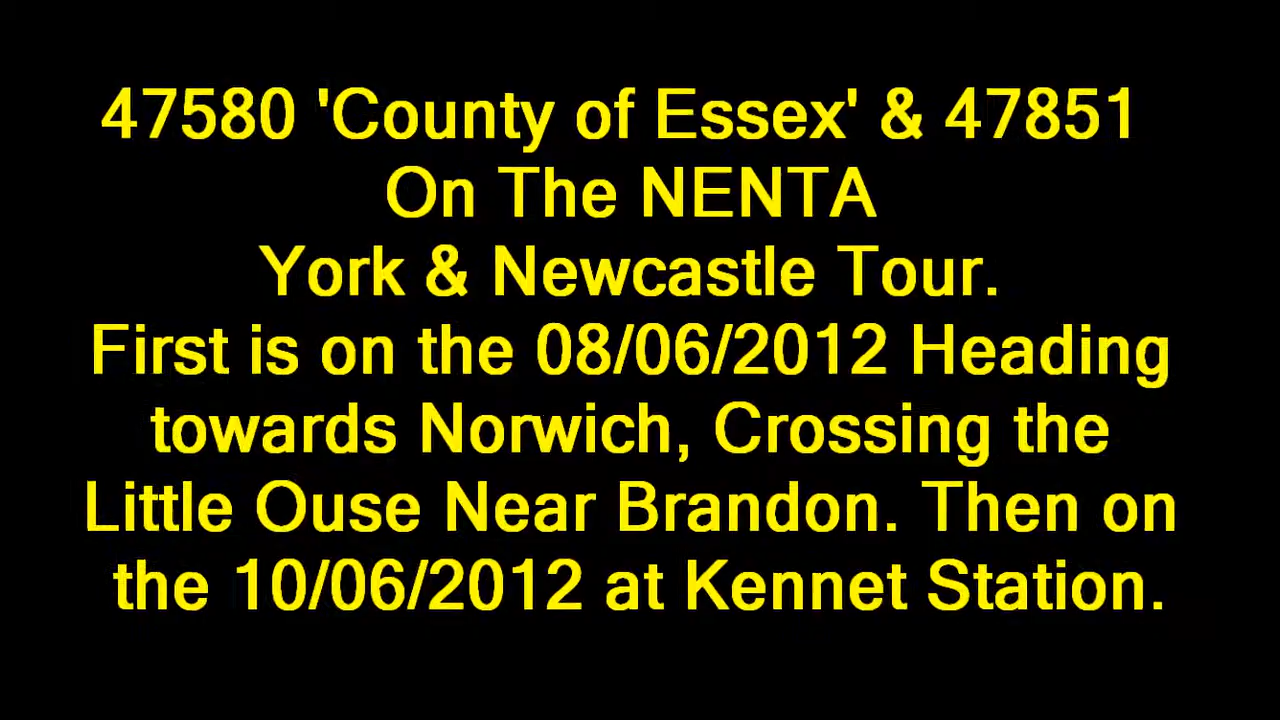 47580 'County of Essex' & 47851
On The NENTA
York & Newcastle Tour.
First is on the 08/06/2012 Heading
towards Norwich, Crossing the
Little Ouse Near Brandon. Then on
the 10/06/2012 at Kennet Station.